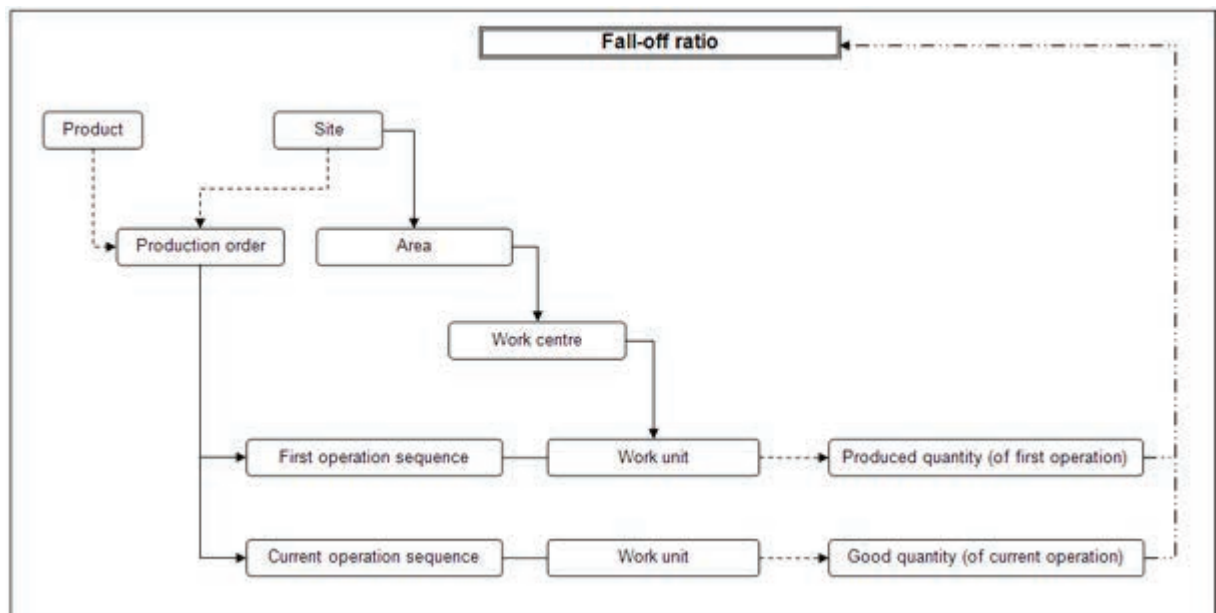 Fall-off ratio
Product
Site
Production order
Area
Work centre
First operation sequence
Work unit
Produced quantity (of first operation)
Current operation sequence
Work unit
Good quantity (of current operation)